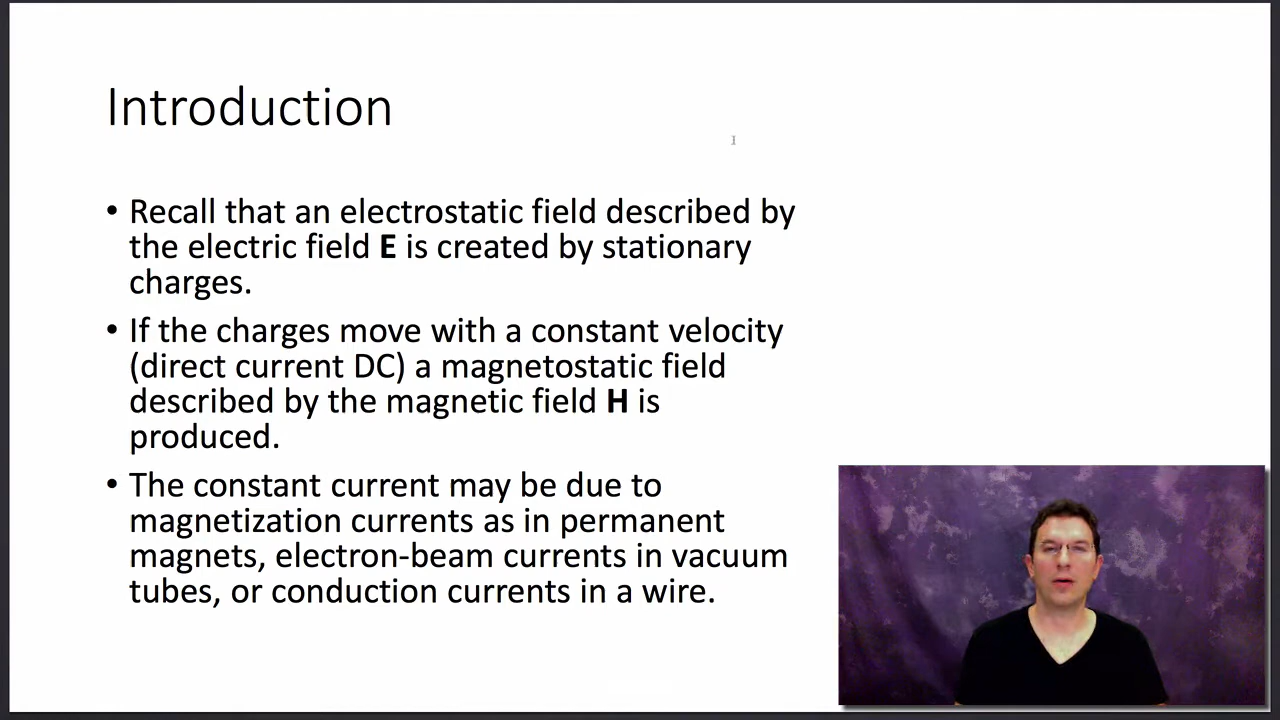 Introduction
• Recall that an electrostatic field described by
the electric field E is created by stationary
charges.
• If the charges move with a constant velocity
(direct current DC) a magnetostatic field
described by the magnetic field H is
produced.
• The constant current may be due to
magnetization currents as in permanent
magnets, electron-beam currents in vacuum
tubes, or conduction currents in a wire.